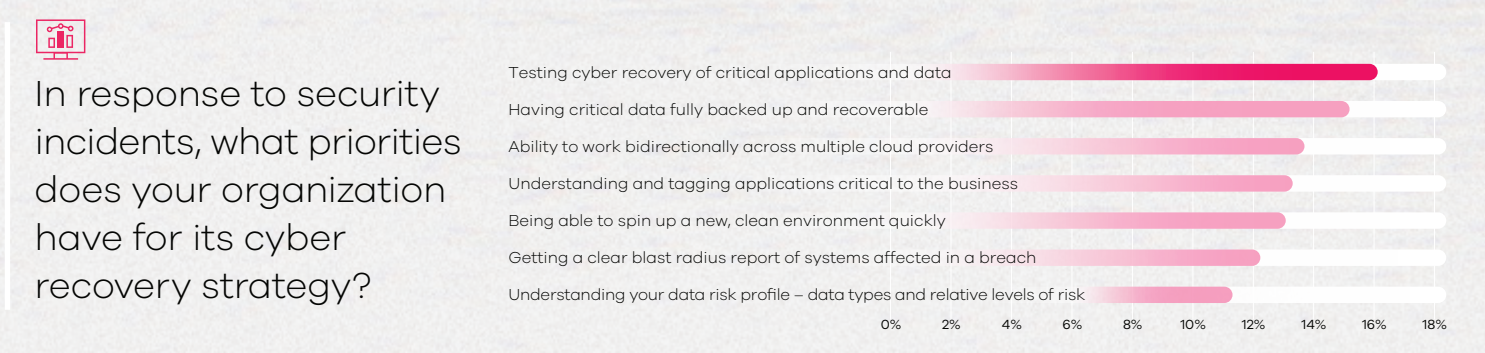 In response to security
incidents, what priorities
does your organization
have for its cyber
recovery strategy?
Testing cyber recovery of critical applications and data
Having critical data fully backed up and recoverable
Ability to work bidirectionally across multiple cloud providers
Understanding and tagging applications critical to the business
Being able to spin up a new, clean environment quickly
Getting a clear blast radius report of systems affected in a breach
Understanding your data risk profile – data types and relative levels of risk
0% 2% 4% 6% 8% 10% 12% 14% 16% 18%